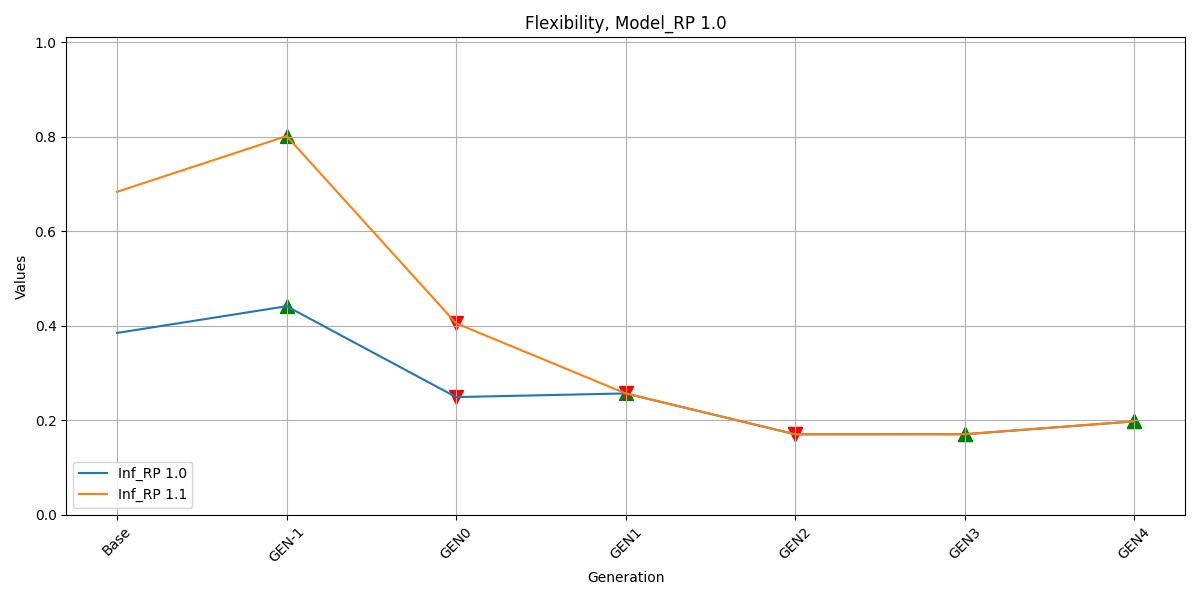 Flexibility, Model_RP 1.0
1.0
0.8
0.6
0.4
0.2
0.0
Values
Inf_RP 1.0
Inf_RP 1.1
Base
GEN-1
GEN0
GEN1
GEN2
GEN3
GEN4
Generation